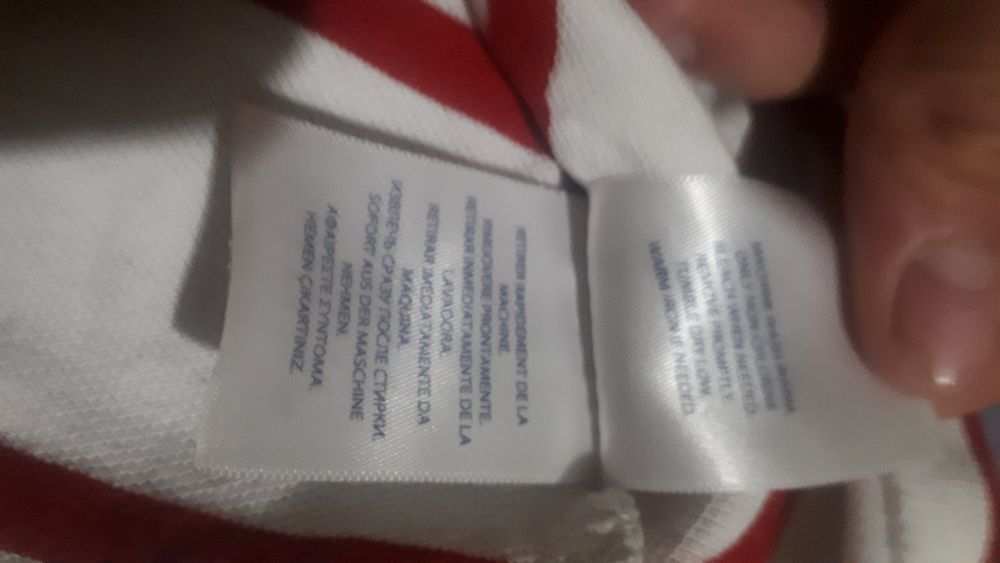 RETIRER RAPIDEMENT DE LA
MACHINE.
RIMUOVERE PRONTAMENTE.
RETIRAR INMEDIATAMENTE DE LA
LAVADORA.
RETIRAR IMEDIATAMENTE DA
MAQUINA.
ИЗВЛЕЧЬ СРАЗУ ПОСЛЕ СТИРКИ.
SOFORT AUS DER MASCHINE
NEHMEN.
ΑΦΑΙΡΕΣΤΕ ΣΥΝΤΟΜΑ.
HEMEN ÇIKARTINIZ.
MACHINE WASH WARM
ONLY NON-CHLORINE
BLEACH WHEN NEEDED.
REMOVE PROMPTLY.
TUMBLE DRY LOW.
WARM IRON IF NEEDED.